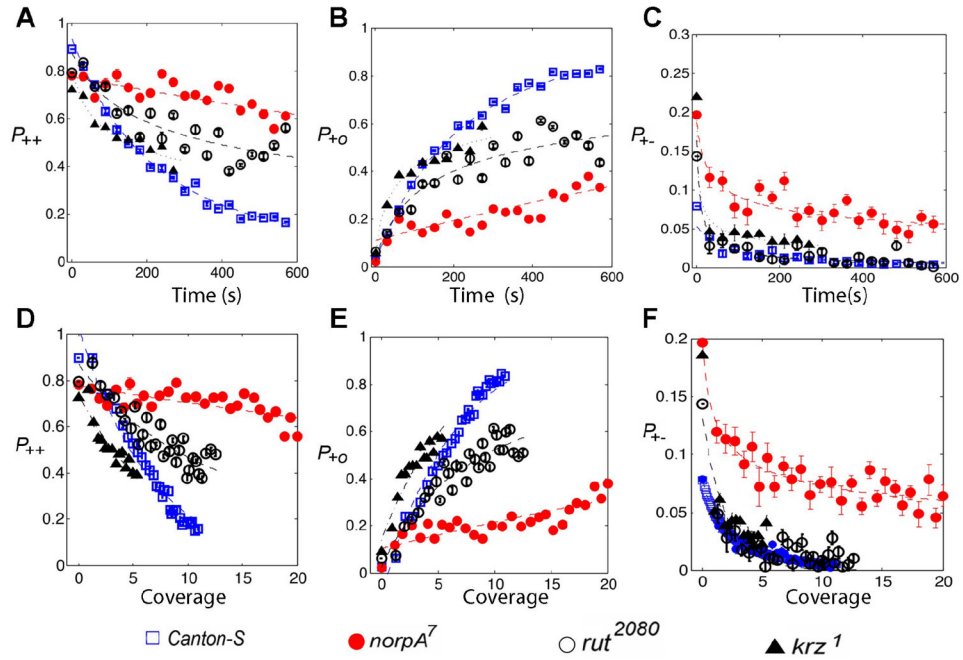 A B C
1 1 0.3
0.8 0.8 0.25
0.6 0.6 0.2
P++ P+o P+-
0.15
0.4 0.4 0.1
0.2 0.2 0.05
0 0 0
0 200 400 600 0 200 400 600 0 200 400 600
Time (s) Time (s) Time(s)
D E F
1 1 0.2
0.8 0.8 0.15
0.6 0.6
P++ P+o P+-
0.1
0.4 0.4
0.05
0.2 0.2
0 0 0
0 5 10 15 20 0 5 10 15 20 0 5 10 15 20
Coverage Coverage Coverage
Canton-S norpA7 rut2080 krz1